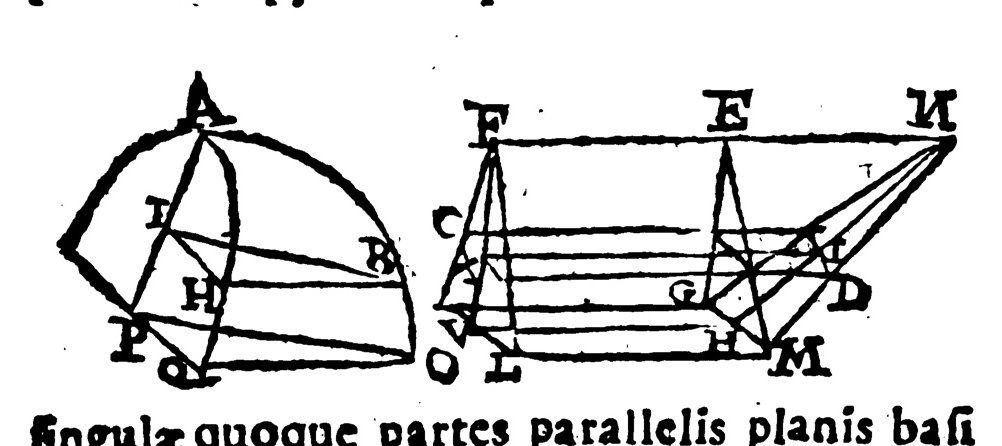 A
F E N
I C I
B
H G D
P V H M
Q O L
ſingulæ quoque partes parallelis planis baſi